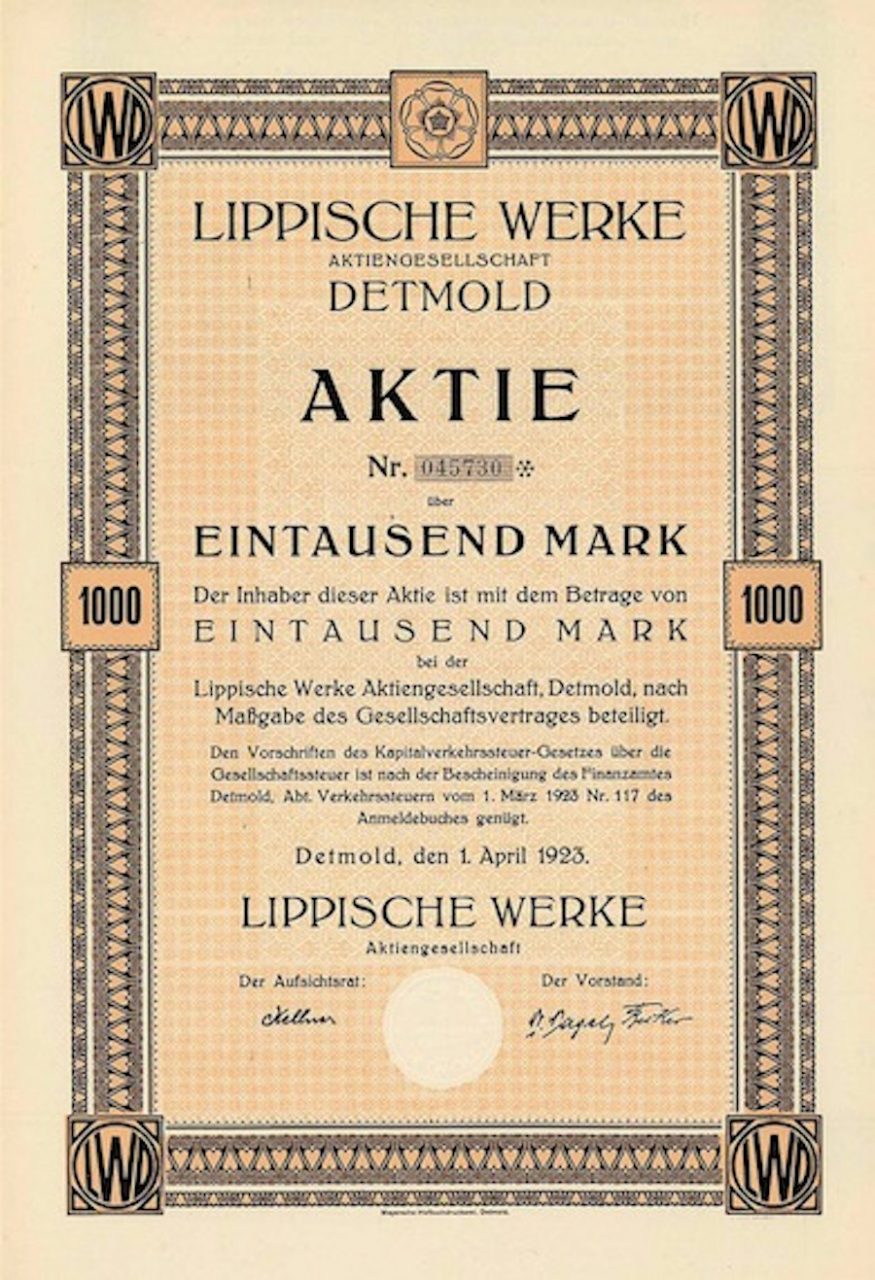 LWD
LWD
LIPPISCHE WERKE
AKTIENGESELLSCHAFT
DETMOLD
AKTIE
Nr. 045730
über
EINTAUSEND MARK
1000
1000
Der Inhaber dieser Aktie ist mit dem Betrage von
EINTAUSEND MARK
bei der
Lippische Werke Aktiengesellschaft, Detmold, nach
Maßgabe des Gesellschaftsvertrages beteiligt.
Den Vorschriften des Kapitalverkehrssteuer-Gesetzes über die
Gesellschaftssteuer ist nach der Bescheinigung des Finanzamtes
Detmold, Abt. Verkehrssteuern vom 1. März 1923 Nr. 117 des
Anmeldebuches genügt.
Detmold, den 1. April 1923.
LIPPISCHE WERKE
Aktiengesellschaft
Der Aufsichtsrat:
Der Vorstand:
Kellner
LWD
LWD
Meyersche Hofbuchdruckerei, Detmold.